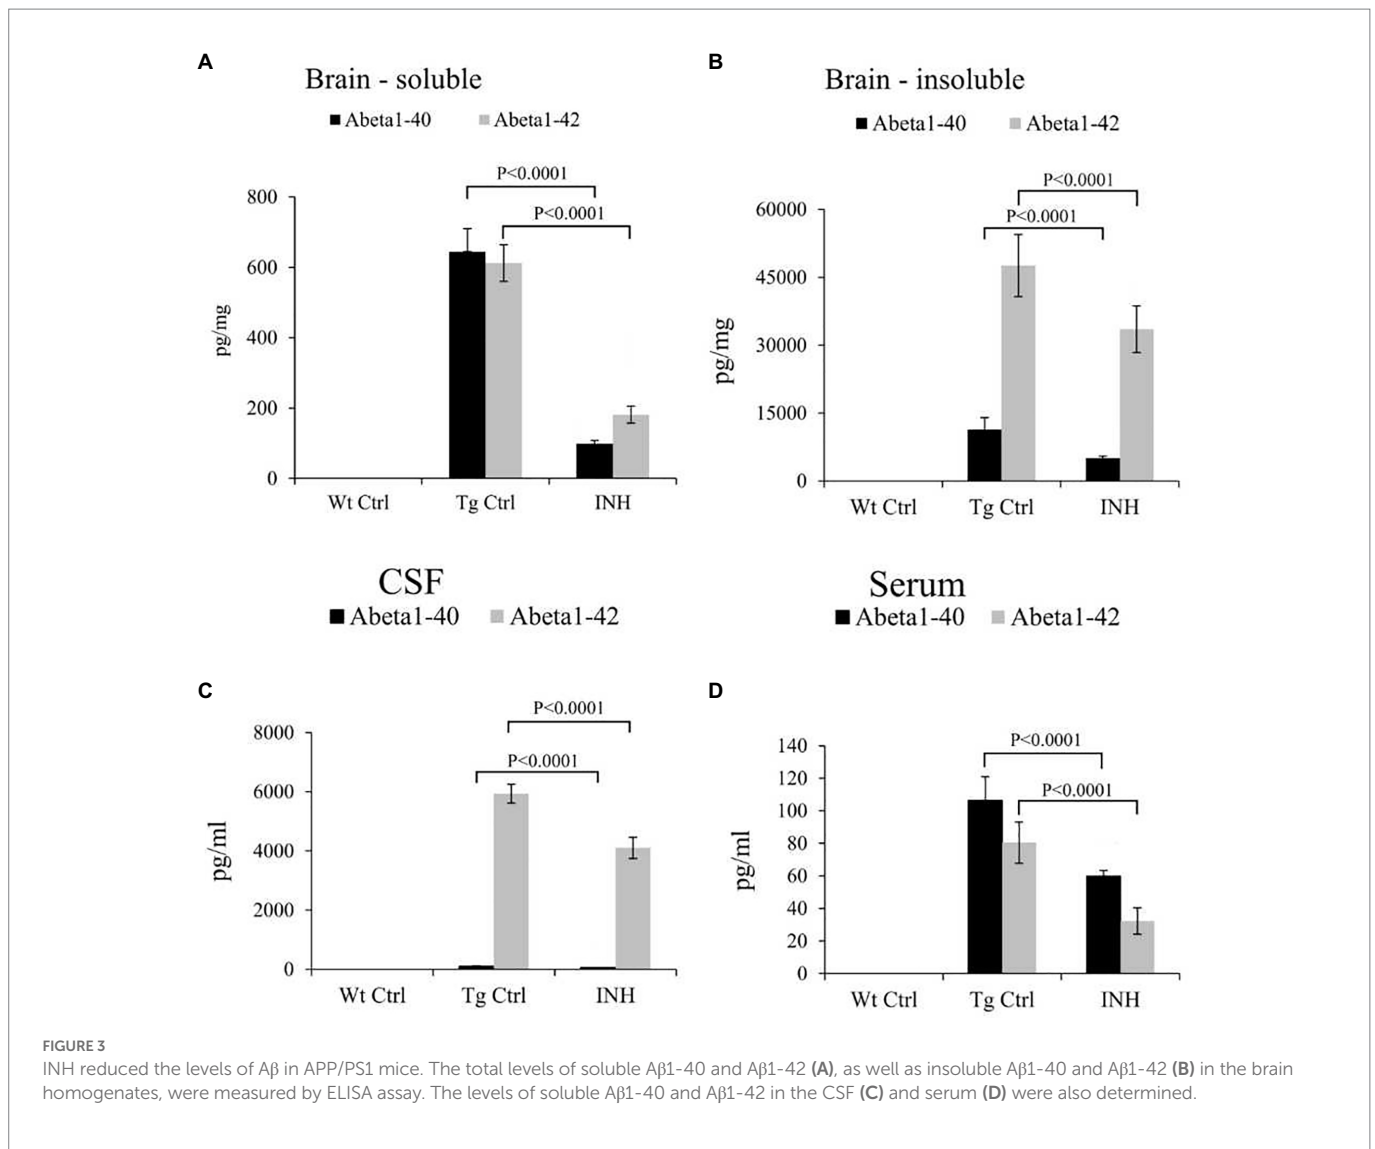 A
Brain - soluble
Abeta1-40 Abeta1-42
P<0.0001
P<0.0001
800
600
400
200
0
pg/mg
Wt Ctrl Tg Ctrl INH
B
Brain - insoluble
Abeta1-40 Abeta1-42
P<0.0001
P<0.0001
60000
45000
30000
15000
0
pg/mg
Wt Ctrl Tg Ctrl INH
CSF
Abeta1-40 Abeta1-42
C
P<0.0001
P<0.0001
8000
6000
4000
2000
0
pg/ml
Wt Ctrl Tg Ctrl INH
Serum
Abeta1-40 Abeta1-42
D
P<0.0001
P<0.0001
140
120
100
80
60
40
20
0
pg/ml
Wt Ctrl Tg Ctrl INH
FIGURE 3
INH reduced the levels of Aβ in APP/PS1 mice. The total levels of soluble Aβ1-40 and Aβ1-42 (A), as well as insoluble Aβ1-40 and Aβ1-42 (B) in the brain
homogenates, were measured by ELISA assay. The levels of soluble Aβ1-40 and Aβ1-42 in the CSF (C) and serum (D) were also determined.